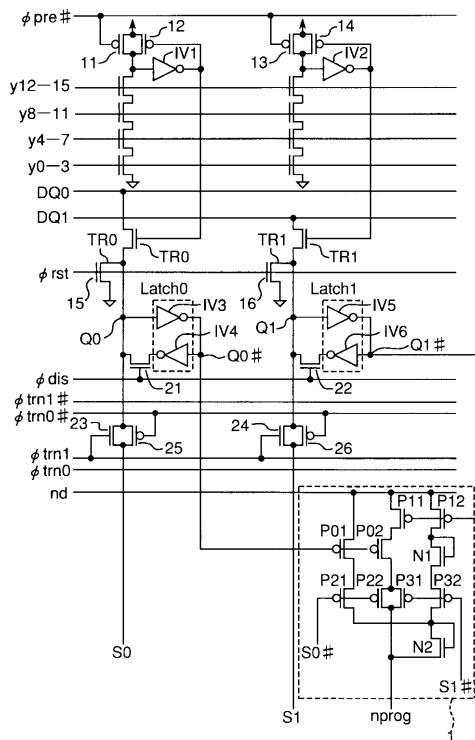 φpre# 12 14
11 IV1 13 IV2
y12−15
y8−11
y4−7
y0−3
DQ0
DQ1
TR0 TR0 TR1 TR1
φrst
15 Latch0 16 Latch1
IV3 IV5
Q0 IV4 Q1 IV6
Q0# Q1#
φdis
21 22
φtrn1#
φtrn0#
23 24
25 26
φtrn1
φtrn0
nd
P11 P12
P01 P02
N1
P21 P22 P31 P32
N2
S0 S0#
S1#
S1 nprog 1